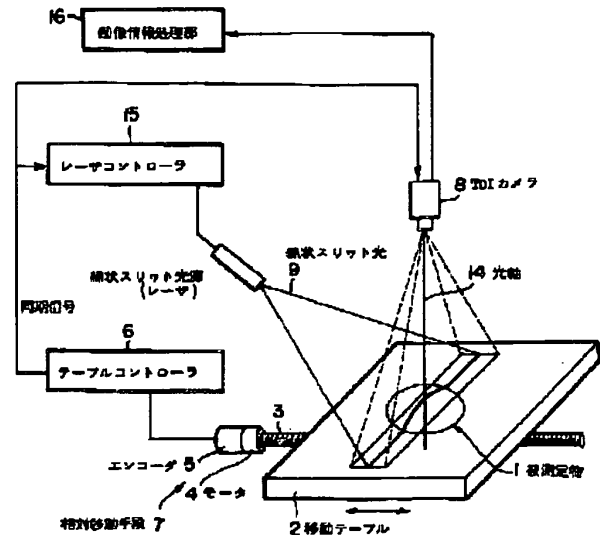 16
画像情報処理部
15
レーザコントローラ
8 TDIカメラ
線状スリット光
9
14 光軸
線状スリット光源
(レーザ)
同期信号
6
テーブルコントローラ
3
エンコーダ 5
4 モータ
1 被測定物
相対移動手段 7
2 移動テーブル